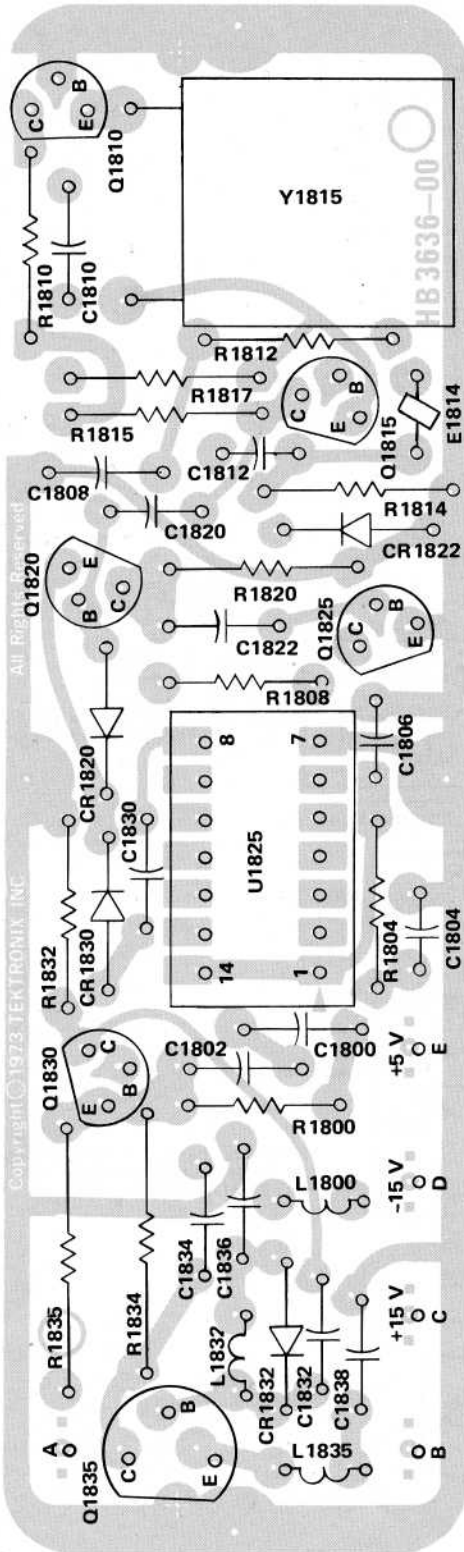 C
B
E
Q1810
R1810
C1810
Y1815
HB3636-00
R1812
R1817
R1815
C
B
E
Q1815
E1814
C1808
C1812
C1820
R1814
CR1822
All Rights Reserved
Q1820
E
B
C
R1820
C1822
Q1825
C
B
E
R1808
CR1820
8
7
C1806
U1825
C1830
R1832
CR1830
14
1
R1804
C1804
Copyright © 1973 TEKTRONIX INC
Q1830
C
E
B
C1802
C1800
R1800
+5 V
E
R1835
R1834
C1834
C1836
L1800
-15 V
D
L1832
CR1832
C1832
C1838
+15 V
C
A
Q1835
C
B
E
L1835
B